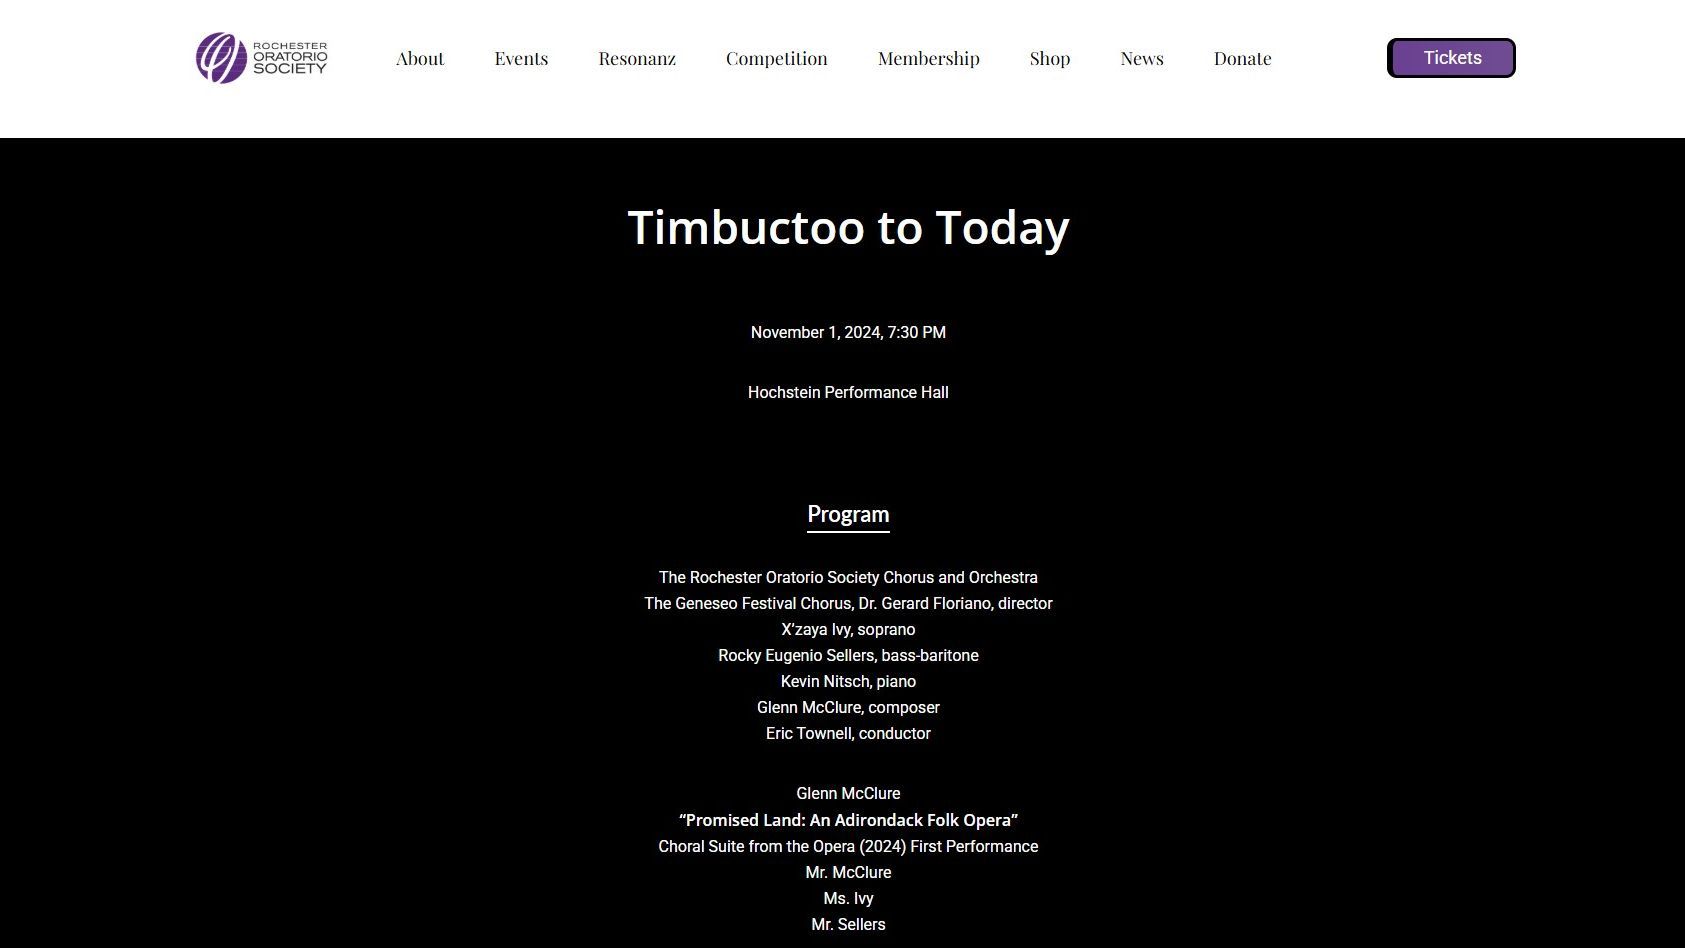 ROCHESTER
ORATORIO
SOCIETY
About
Events
Resonanz
Competition
Membership
Shop
News
Donate
Tickets
Timbuctoo to Today
November 1, 2024, 7:30 PM
Hochstein Performance Hall
Program
The Rochester Oratorio Society Chorus and Orchestra
The Geneseo Festival Chorus, Dr. Gerard Floriano, director
X’zaya Ivy, soprano
Rocky Eugenio Sellers, bass-baritone
Kevin Nitsch, piano
Glenn McClure, composer
Eric Townell, conductor
Glenn McClure
“Promised Land: An Adirondack Folk Opera”
Choral Suite from the Opera (2024) First Performance
Mr. McClure
Ms. Ivy
Mr. Sellers